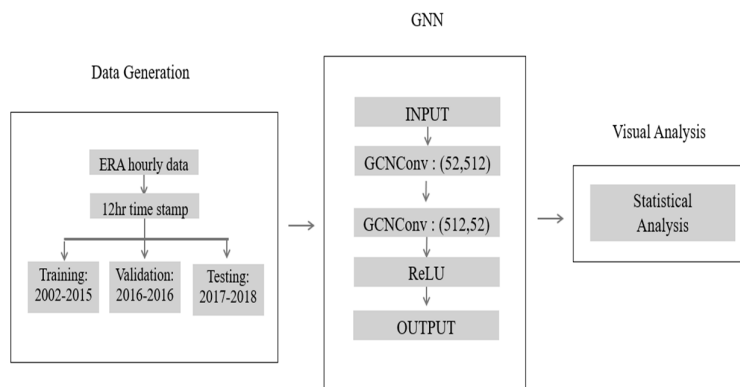 Data Generation
ERA hourly data
12hr time stamp
Training:
2002-2015
Validation:
2016-2016
Testing:
2017-2018
GNN
INPUT
GCNConv : (52,512)
GCNConv : (512,52)
ReLU
OUTPUT
Visual Analysis
Statistical
Analysis